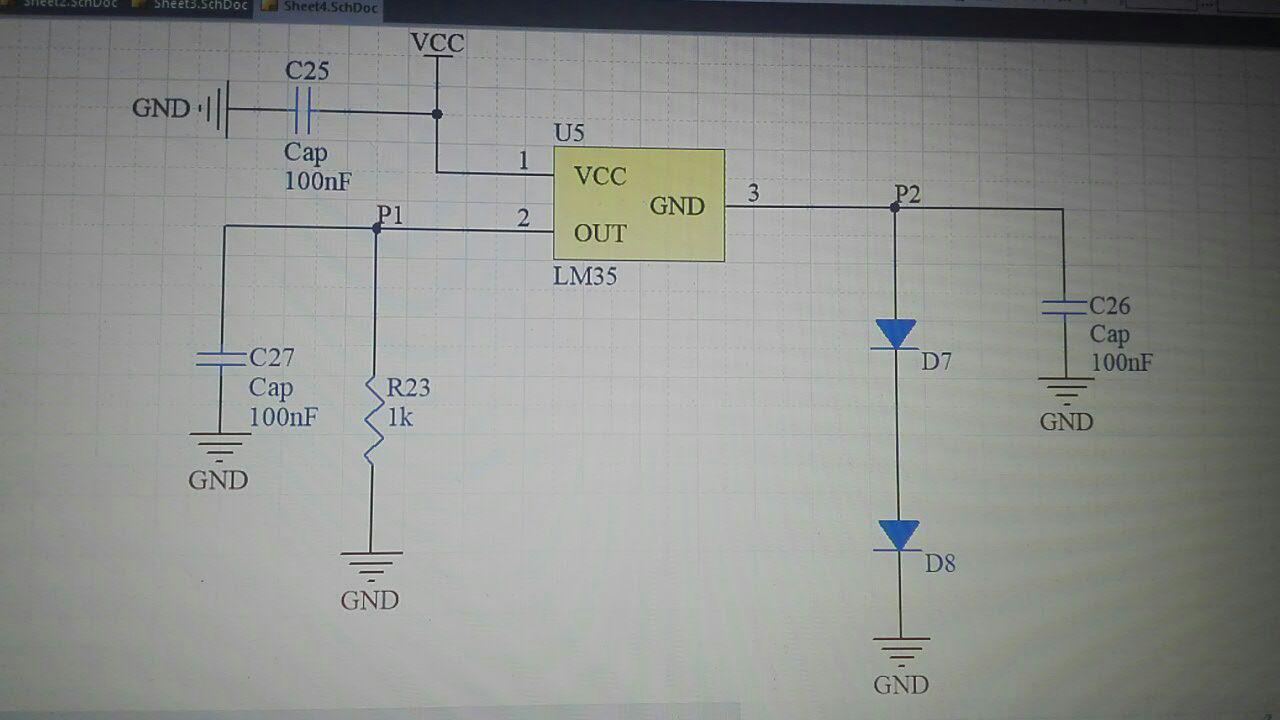 Sheet2.SchDoc
Sheet3.SchDoc
Sheet4.SchDoc
VCC
C25
GND
Cap
100nF
U5
1
VCC
GND
3
P2
P1
2
OUT
LM35
C26
Cap
100nF
GND
D7
C27
Cap
100nF
GND
R23
1k
GND
D8
GND